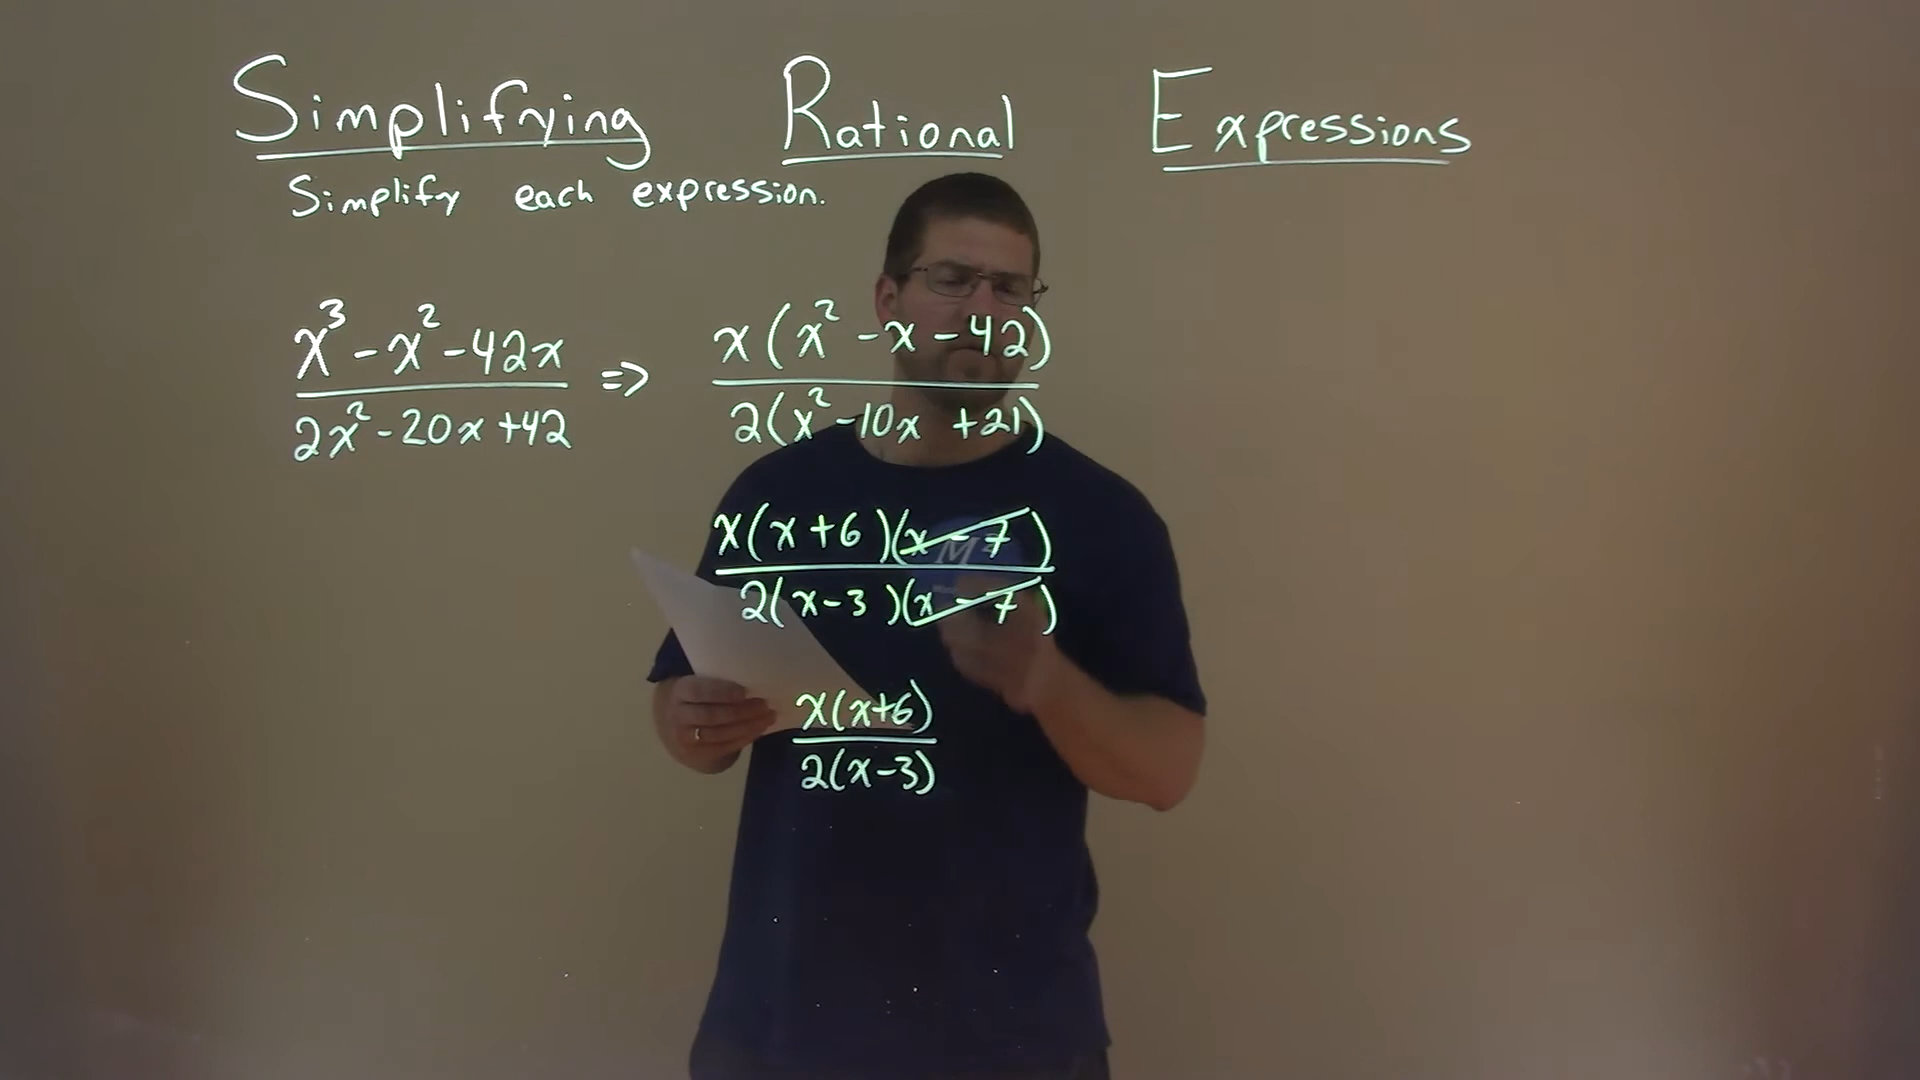 Simplifying Rational Expressions
Simplify each expression.
x³ - x² - 42x / 2x² - 20x + 42 => x(x² - x - 42) / 2(x² - 10x + 21)
x(x+6)(x-7) / 2(x-3)(x-7)
x(x+6) / 2(x-3)